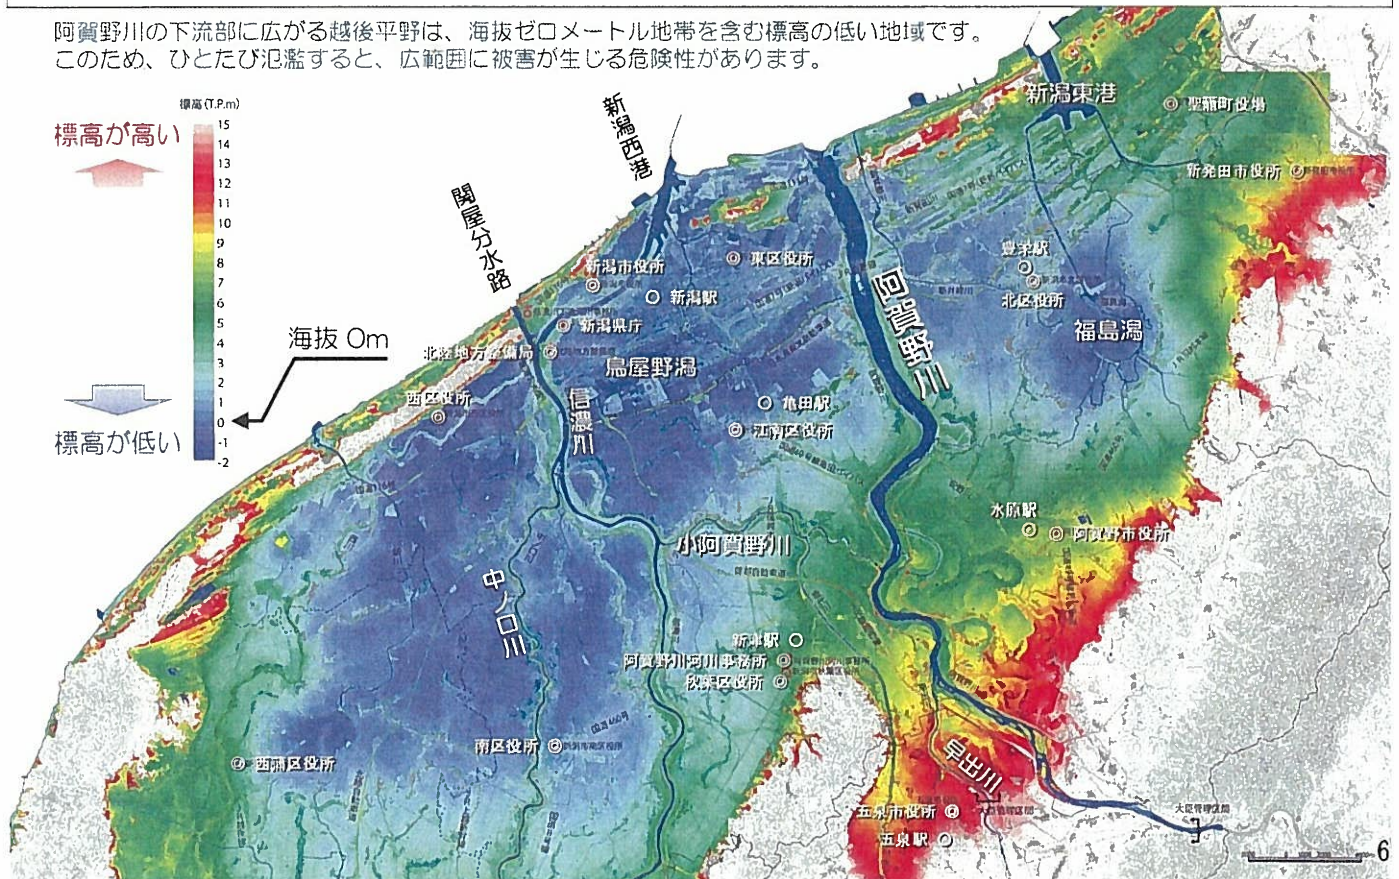 阿賀野川の下流部に広がる越後平野は、海抜ゼロメートル地帯を含む標高の低い地域です。
このため、ひとたび氾濫すると、広範囲に被害が生じる危険性があります。
標高(T.P.m)
標高が高い
15
14
13
12
11
10
9
8
7
6
5
4
3
2
1
0
-1
-2
標高が低い
海抜 0m
新潟西港
関屋分水路
新潟東港
聖籠町役場
新発田市役所
豊栄駅
北区役所
福島潟
東区役所
新潟市役所
新潟駅
新潟県庁
北陸地方整備局
鳥屋野潟
阿賀野川
西区役所
信濃川
亀田駅
江南区役所
水原駅
阿賀野市役所
小阿賀野川
中ノ口川
新津駅
阿賀野川河川事務所
秋葉区役所
国道460号
南区役所
西蒲区役所
早出川
五泉市役所
五泉駅
大臣管理区間
6